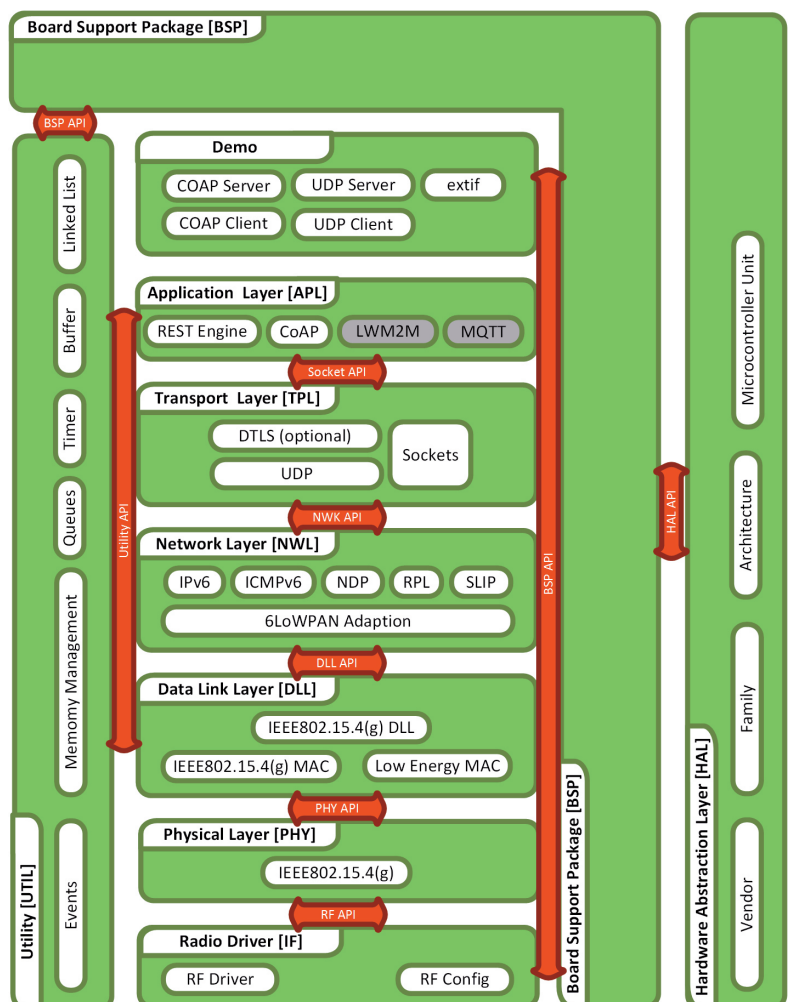 Board Support Package [BSP]
BSP API
Linked List
Buffer
Timer
Queues
Memomy Management
Events
Utility [UTIL]
Utility API
Demo
COAP Server
UDP Server
extif
COAP Client
UDP Client
Application Layer [APL]
REST Engine
CoAP
LWM2M
MQTT
Socket API
Transport Layer [TPL]
DTLS (optional)
UDP
Sockets
NWK API
Network Layer [NWL]
IPv6
ICMPv6
NDP
RPL
SLIP
6LoWPAN Adaption
DLL API
Data Link Layer [DLL]
IEEE802.15.4(g) DLL
IEEE802.15.4(g) MAC
Low Energy MAC
PHY API
Physical Layer [PHY]
IEEE802.15.4(g)
RF API
Radio Driver [IF]
RF Driver
RF Config
BSP API
Board Support Package [BSP]
HAL API
Hardware Abstraction Layer [HAL]
Microcontroller Unit
Architecture
Family
Vendor